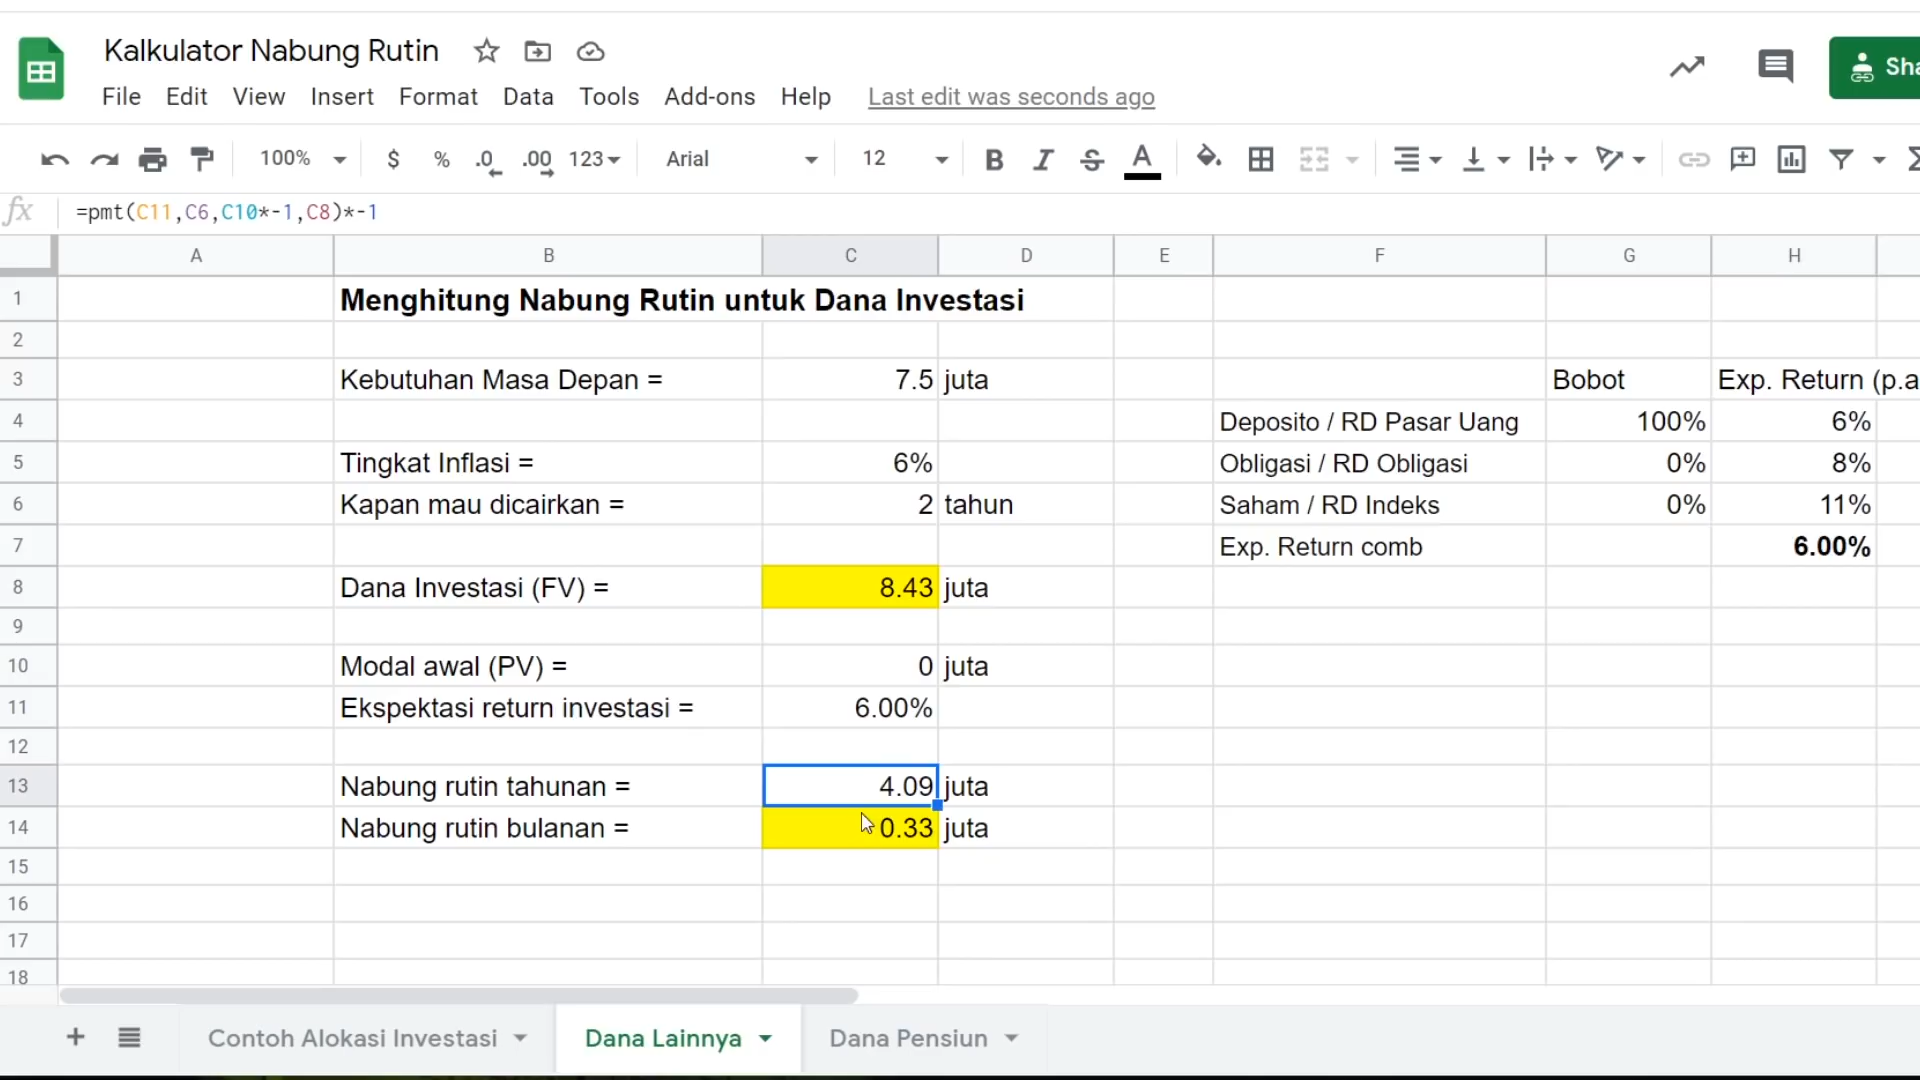 Kalkulator Nabung Rutin
File Edit View Insert Format Data Tools Add-ons Help Last edit was seconds ago
Sha
100% $ % .0 .00 123 Arial 12 B I S A
fx =pmt(C11,C6,C10*-1,C8)*-1
A B C D E F G H
1 Menghitung Nabung Rutin untuk Dana Investasi
2
3 Kebutuhan Masa Depan = 7.5 juta Bobot Exp. Return (p.a
4 Deposito / RD Pasar Uang 100% 6%
5 Tingkat Inflasi = 6% Obligasi / RD Obligasi 0% 8%
6 Kapan mau dicairkan = 2 tahun Saham / RD Indeks 0% 11%
7 Exp. Return comb 6.00%
8 Dana Investasi (FV) = 8.43 juta
9
10 Modal awal (PV) = 0 juta
11 Ekspektasi return investasi = 6.00%
12
13 Nabung rutin tahunan = 4.09 juta
14 Nabung rutin bulanan = 0.33 juta
15
16
17
18
Contoh Alokasi Investasi Dana Lainnya Dana Pensiun